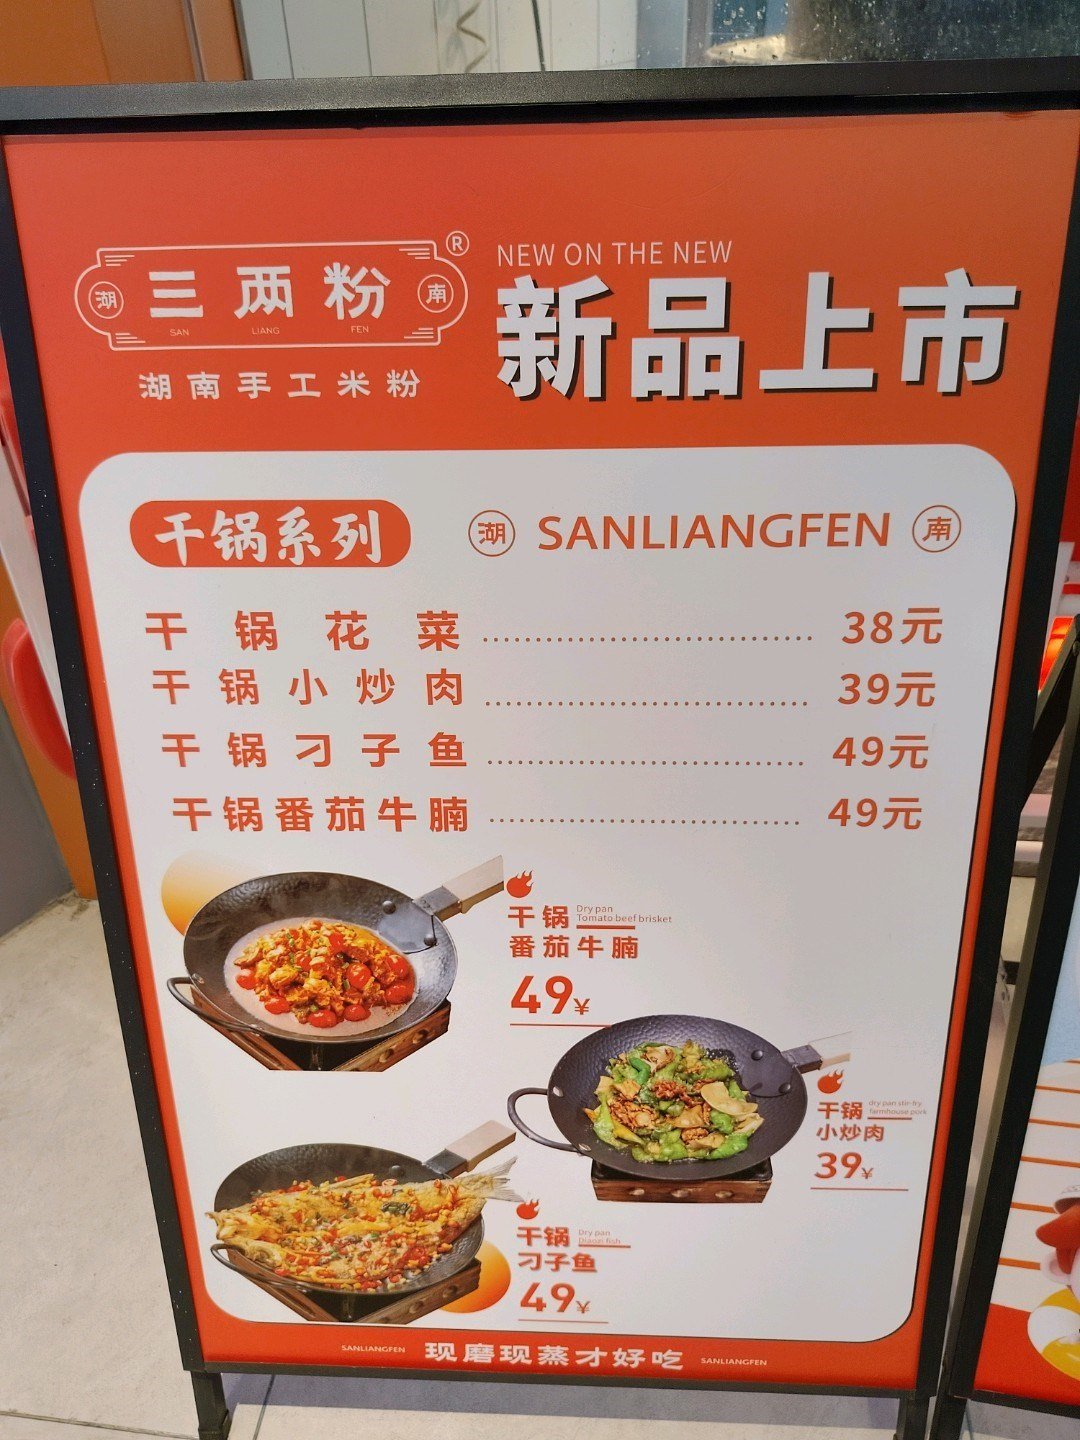 湖 三两粉 南 ®
SAN LIANG FEN
湖南手工米粉
NEW ON THE NEW
新品上市
干锅系列
湖 SANLIANGFEN 南
干锅花菜 38元
干锅小炒肉 39元
干锅刁子鱼 49元
干锅番茄牛腩 49元
干锅 Dry pan
Tomato beef brisket
番茄牛腩
49¥
干锅 dry pan stir-fry
farmhouse pork
小炒肉
39¥
干锅 Dry pan
Diaozi fish
刁子鱼
49¥
SANLIANGFEN 现磨现蒸才好吃 SANLIANGFEN